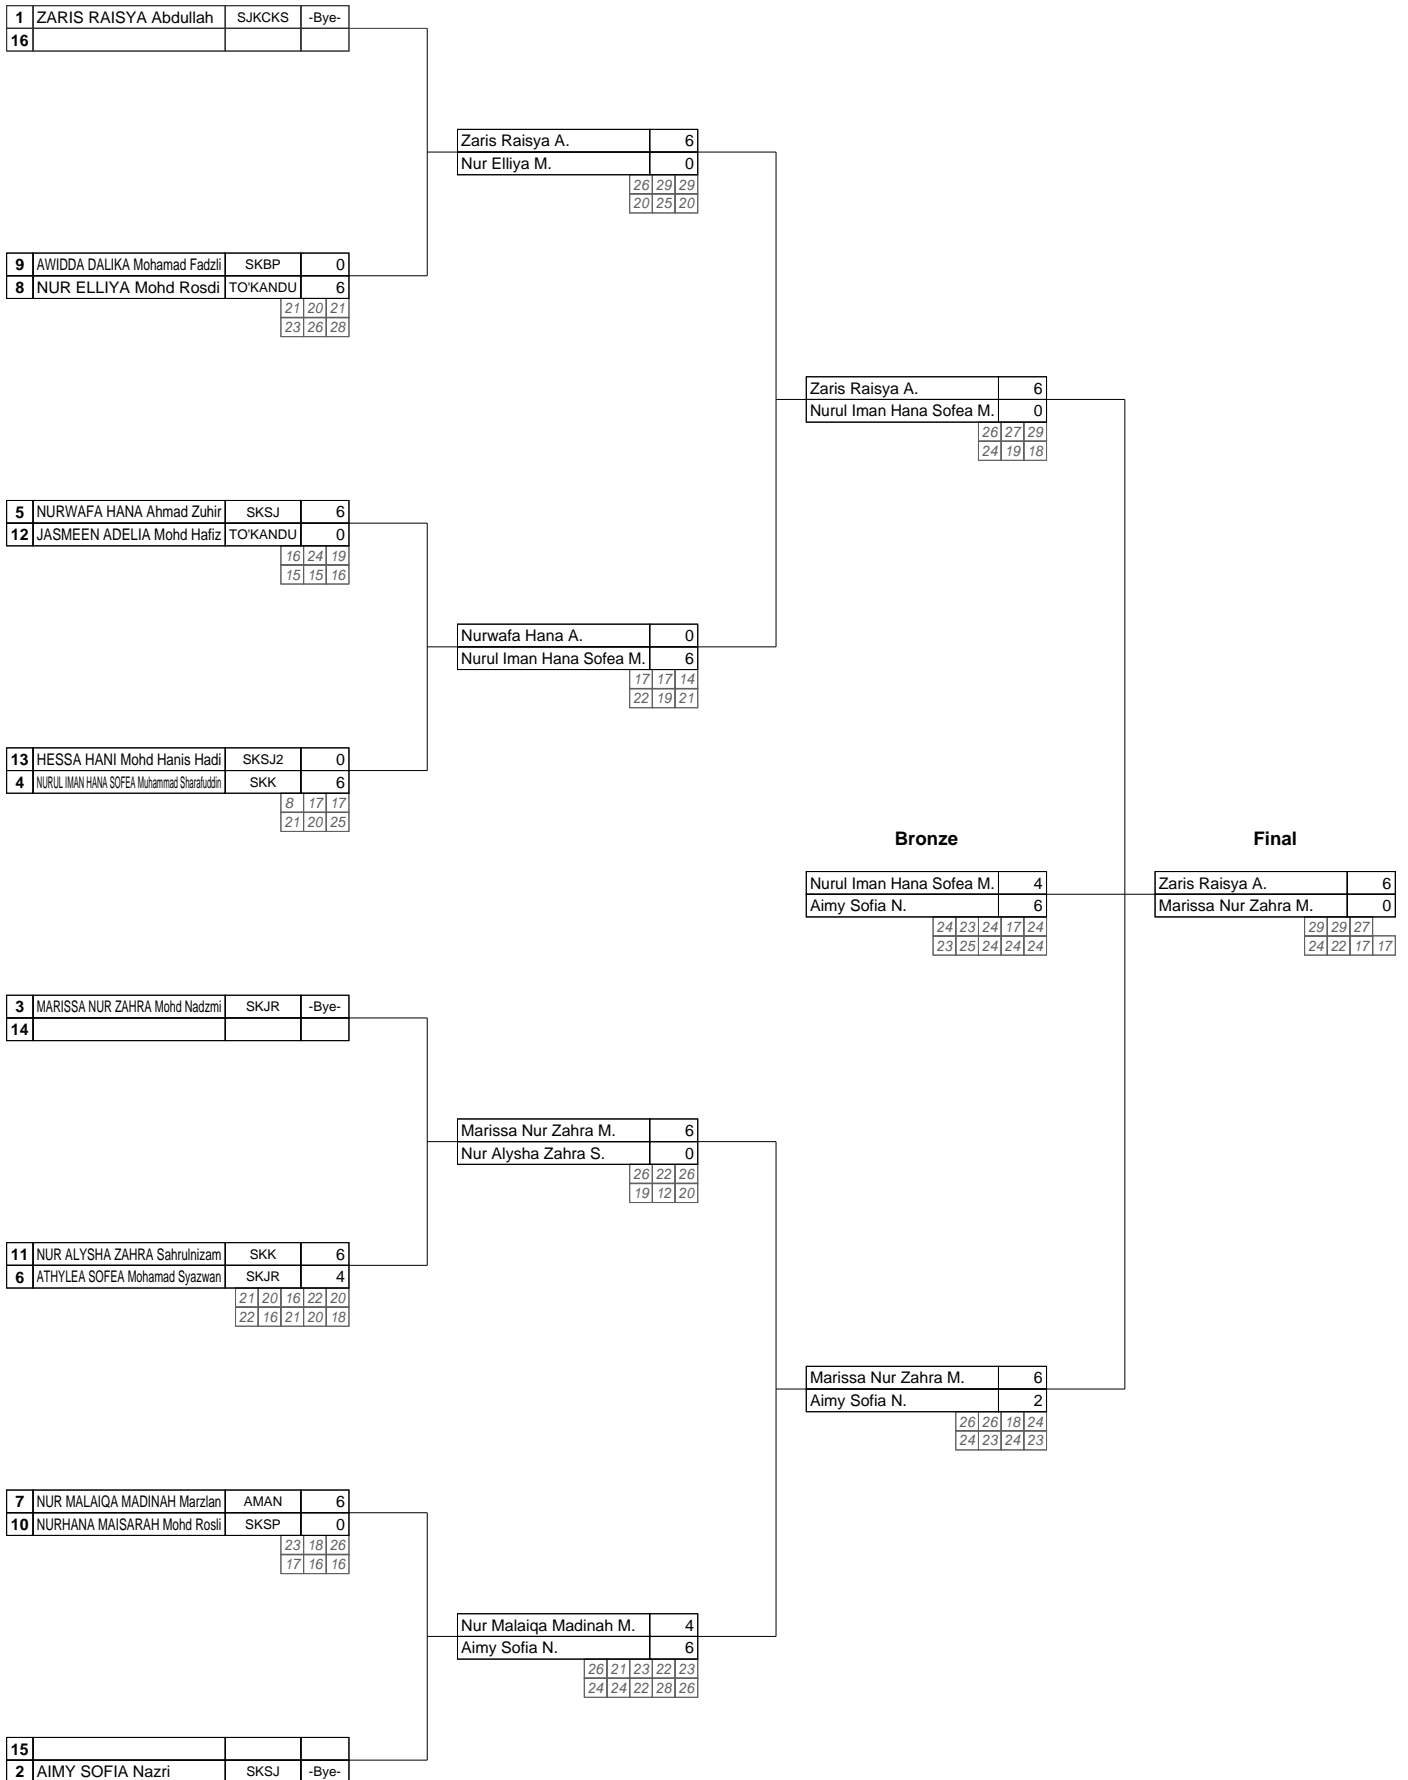 1 ZARIS RAISYA Abdullah SJKCKS -Bye-
16
Zaris Raisya A. 6
Nur Elliya M. 0
26 29 29
20 25 20
9 AWIDDA DALIKA Mohamad Fadzli SKBP 0
8 NUR ELLIYA Mohd Rosdi TO'KANDU 6
21 20 21
23 26 28
Zaris Raisya A. 6
Nurul Iman Hana Sofea M. 0
26 27 29
24 19 18
5 NURWAFA HANA Ahmad Zuhir SKSJ 6
12 JASMEEN ADELIA Mohd Hafiz TO'KANDU 0
16 24 19
15 15 16
Nurwafa Hana A. 0
Nurul Iman Hana Sofea M. 6
17 17 14
22 19 21
13 HESSA HANI Mohd Hanis Hadi SKSJ2 0
4 NURUL IMAN HANA SOFEA Muhammad Sharafuddin SKK 6
8 17 17
21 20 25
Bronze Final
Nurul Iman Hana Sofea M. 4 Zaris Raisya A. 6
Aimy Sofia N. 6 Marissa Nur Zahra M. 0
24 23 24 17 24 29 29 27
23 25 24 24 24 24 22 17 17
3 MARISSA NUR ZAHRA Mohd Nadzmi SKJR -Bye-
14
Marissa Nur Zahra M. 6
Nur Alysha Zahra S. 0
26 22 26
19 12 20
11 NUR ALYSHA ZAHRA Sahrulnizam SKK 6
6 ATHYLEA SOFEA Mohamad Syazwan SKJR 4
21 20 16 22 20
22 16 21 20 18
Marissa Nur Zahra M. 6
Aimy Sofia N. 2
26 26 18 24
24 23 24 23
7 NUR MALAIQA MADINAH Marzlan AMAN 6
10 NURHANA MAISARAH Mohd Rosli SKSP 0
23 18 26
17 16 16
Nur Malaiqa Madinah M. 4
Aimy Sofia N. 6
26 21 23 22 23
24 24 22 28 26
15
2 AIMY SOFIA Nazri SKSJ -Bye-